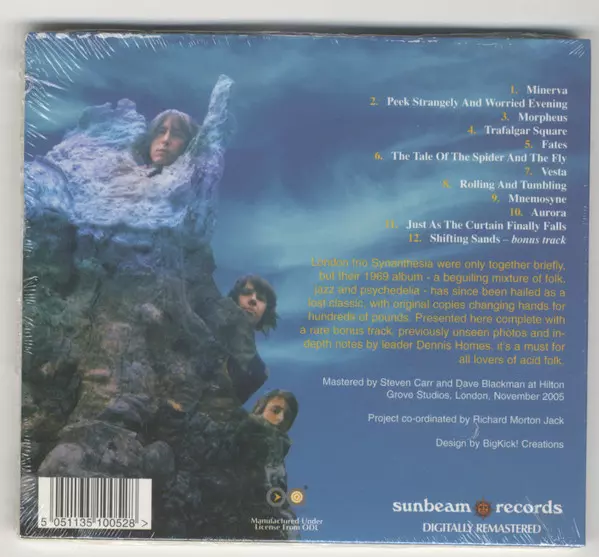 1. Minerva
2. Peek Strangely And Worried Evening
3. Morpheus
4. Trafalgar Square
5. Fates
6. The Tale Of The Spider And The Fly
7. Vesta
8. Rolling And Tumbling
9. Mnemosyne
10. Aurora
11. Just As The Curtain Finally Falls
12. Shifting Sands – bonus track
London trio Synanthesia were only together briefly,
but their 1969 album - a beguiling mixture of folk,
jazz and psychedelia - has since been hailed as a
lost classic, with original copies changing hands for
hundreds of pounds. Presented here complete with
a rare bonus track, previously unseen photos and in-
depth notes by leader Dennis Homes, it's a must for
all lovers of acid folk.
Mastered by Steven Carr and Dave Blackman at Hilton
Grove Studios, London, November 2005
Project co-ordinated by Richard Morton Jack
Design by BigKick! Creations
5 051135 100528 >
Manufactured Under
License From ODL
sunbeam records
DIGITALLY REMASTERED